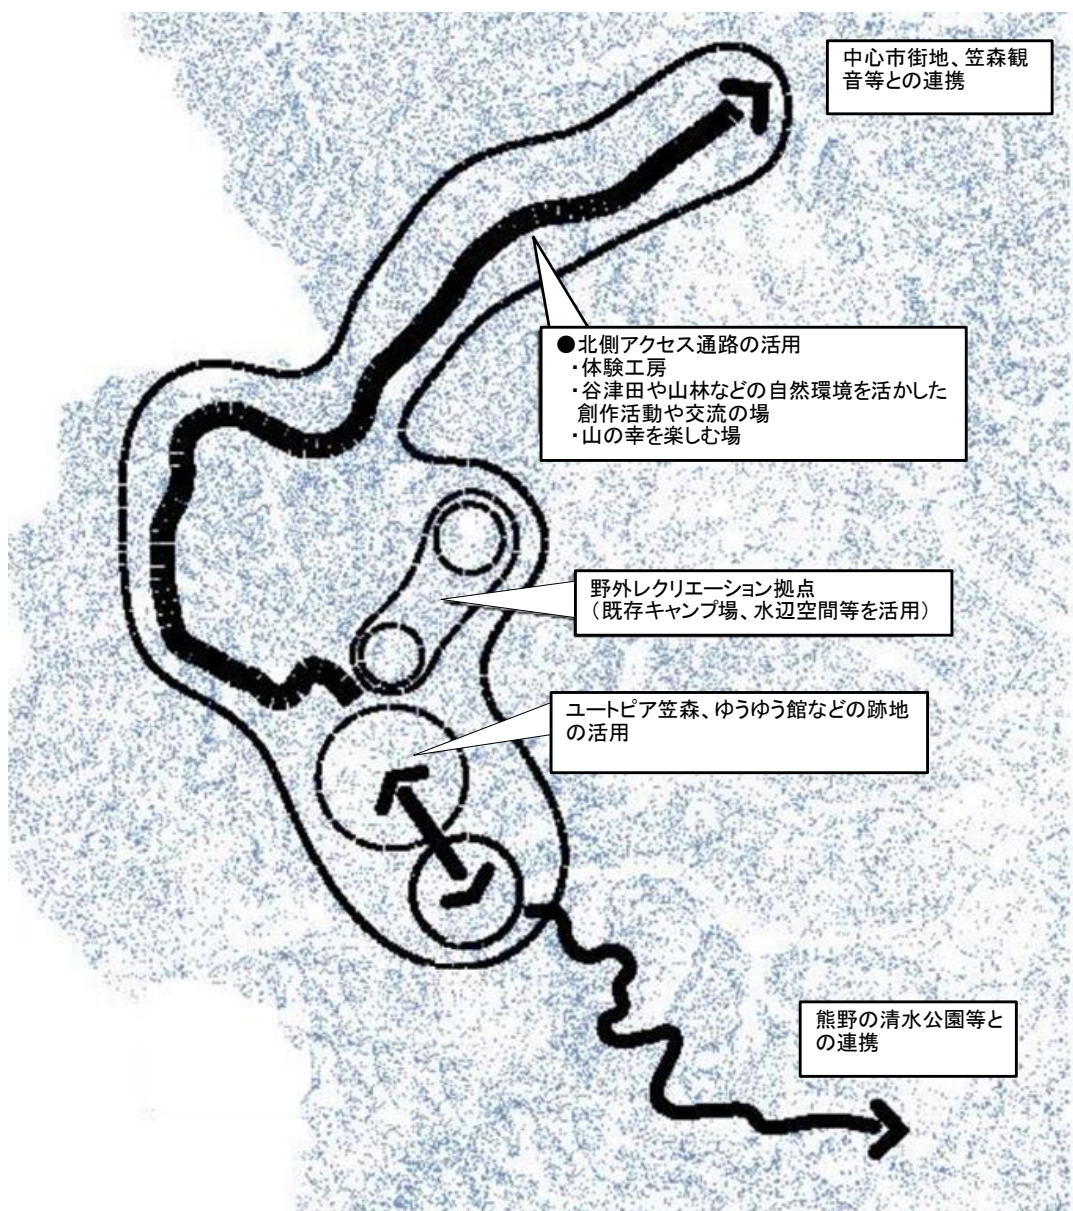 中心市街地、笠森観
音等との連携
●北側アクセス通路の活用
・体験工房
・谷津田や山林などの自然環境を活かした
創作活動や交流の場
・山の幸を楽しむ場
野外レクリエーション拠点
（既存キャンプ場、水辺空間等を活用）
ユートピア笠森、ゆうゆう館などの跡地
の活用
熊野の清水公園等と
の連携